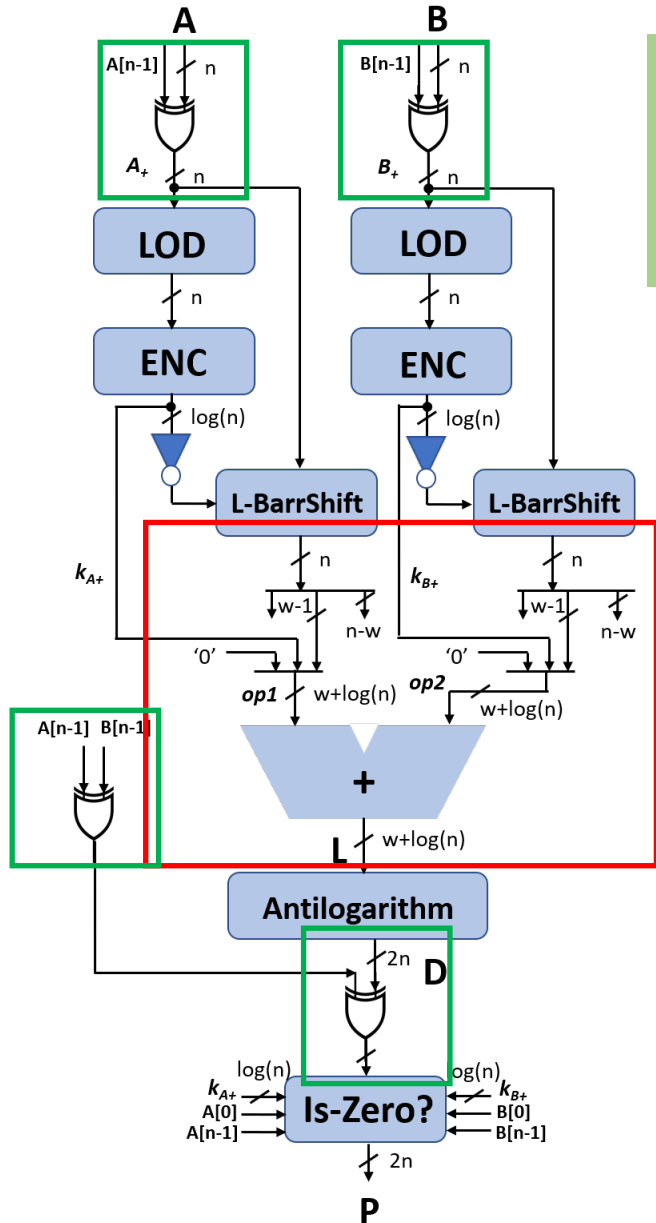 A B
A[n-1] n B[n-1] n
A+ n B+ n
LOD LOD
n n
ENC ENC
log(n) log(n)
L-BarrShift L-BarrShift
kA+ n kB+ n
w-1 w-1
n-w n-w
‘0’ ‘0’
op1 w+log(n) op2 w+log(n)
A[n-1] B[n-1]
+
L w+log(n)
Antilogarithm
2n D
log(n) log(n)
kA+ kB+
A[0] Is-Zero? B[0]
A[n-1] B[n-1]
2n
P